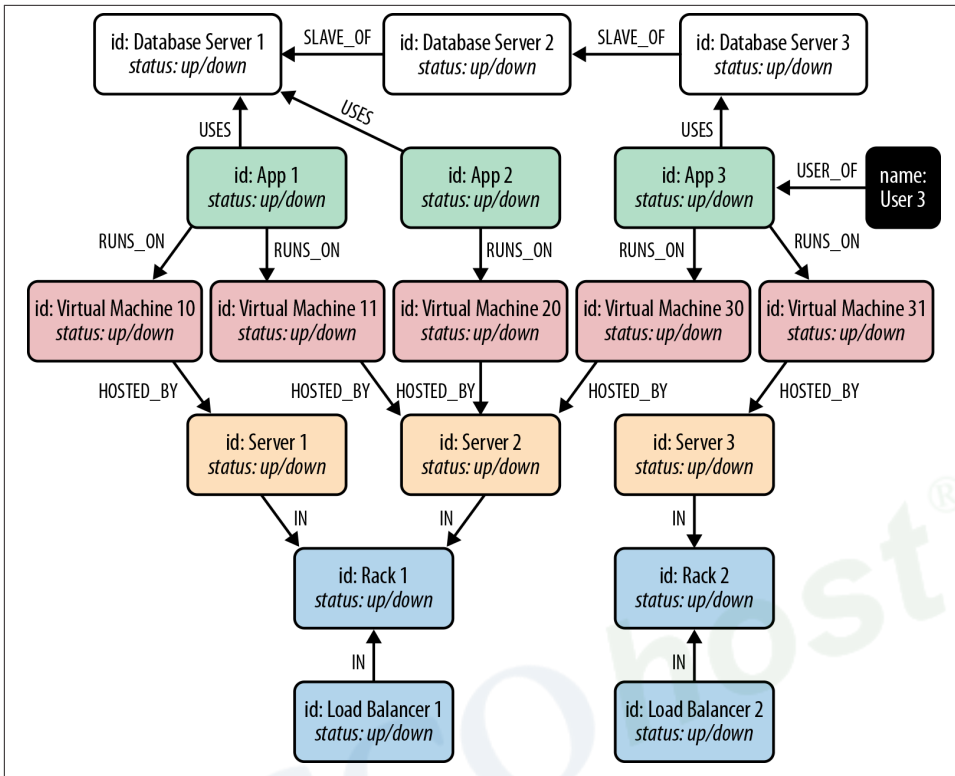 id: Database Server 1
status: up/down
SLAVE_OF
id: Database Server 2
status: up/down
SLAVE_OF
id: Database Server 3
status: up/down
USES
USES
USES
id: App 1
status: up/down
id: App 2
status: up/down
id: App 3
status: up/down
USER_OF
name:
User 3
RUNS_ON
RUNS_ON
RUNS_ON
RUNS_ON
RUNS_ON
id: Virtual Machine 10
status: up/down
id: Virtual Machine 11
status: up/down
id: Virtual Machine 20
status: up/down
id: Virtual Machine 30
status: up/down
id: Virtual Machine 31
status: up/down
HOSTED_BY
HOSTED_BY
HOSTED_BY
HOSTED_BY
HOSTED_BY
id: Server 1
status: up/down
id: Server 2
status: up/down
id: Server 3
status: up/down
IN
IN
IN
id: Rack 1
status: up/down
id: Rack 2
status: up/down
IN
IN
id: Load Balancer 1
status: up/down
id: Load Balancer 2
status: up/down
host®